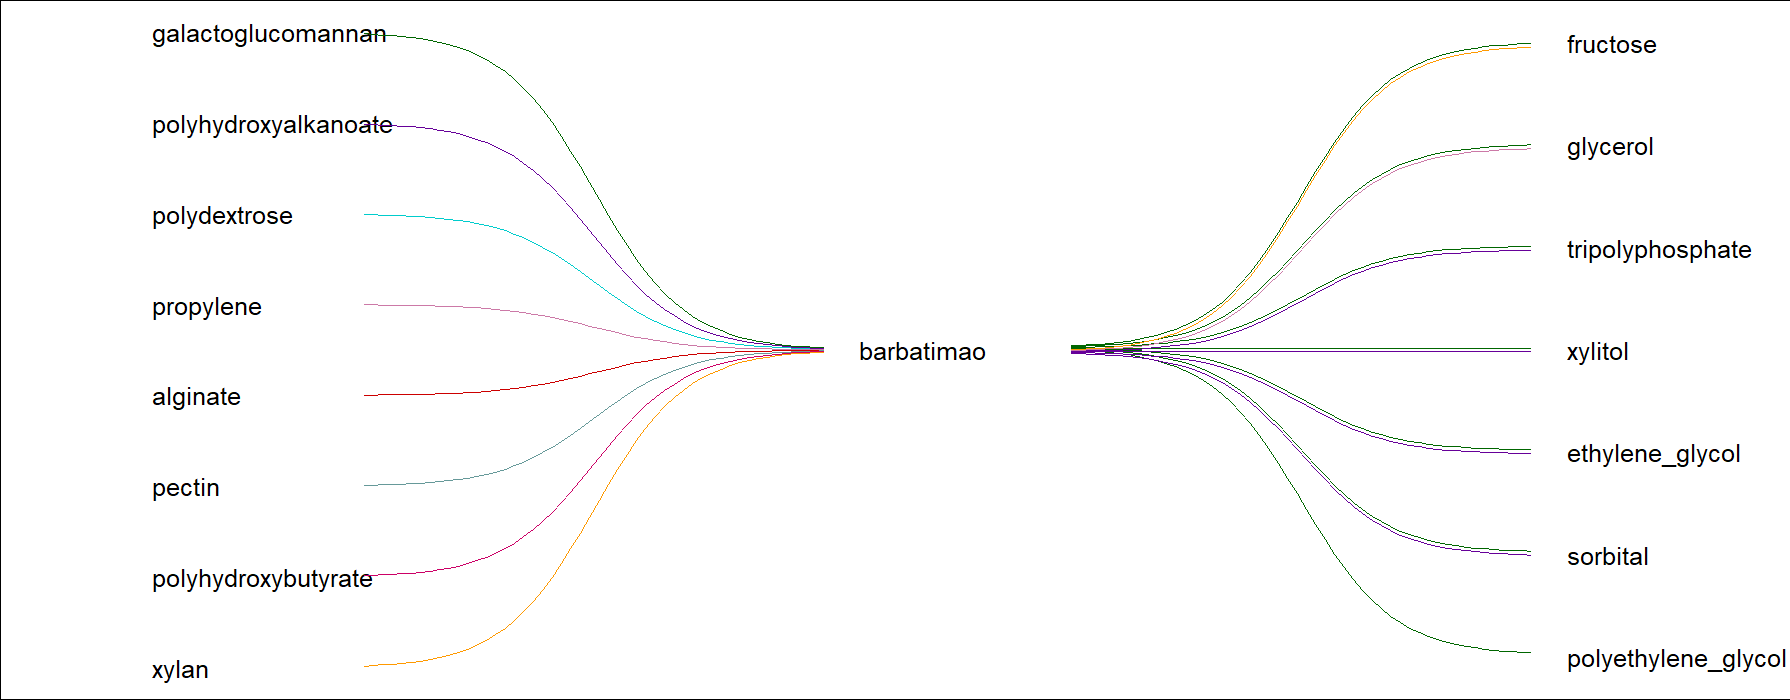 galactoglucomannan
polyhydroxyalkanoate
polydextrose
propylene
alginate
pectin
polyhydroxybutyrate
xylan
barbatimao
fructose
glycerol
tripolyphosphate
xylitol
ethylene_glycol
sorbital
polyethylene_glycol